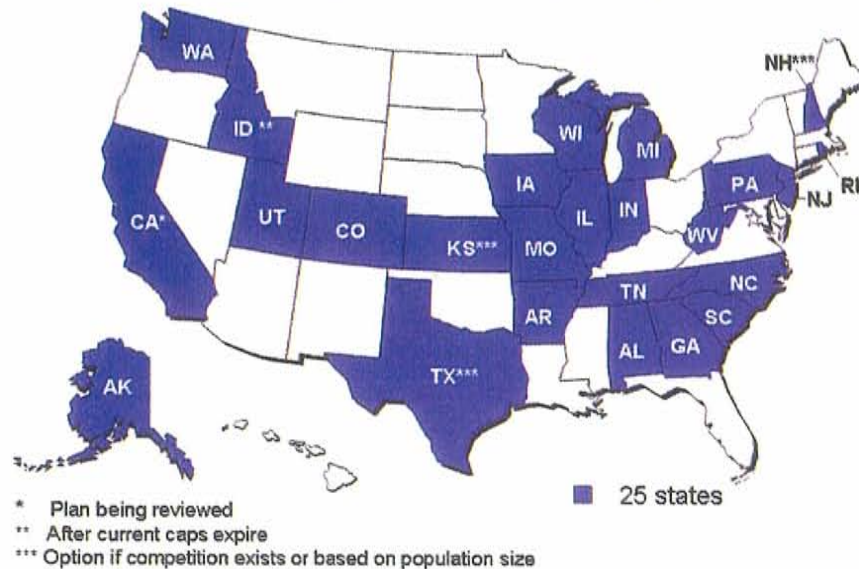 WA
NH***
ID **
WI
MI
IA
PA
RI
NJ
CA*
UT
CO
IL
IN
KS***
MO
WV
NC
TN
AR
SC
AL
GA
TX***
AK
25 states
* Plan being reviewed
** After current caps expire
*** Option if competition exists or based on population size